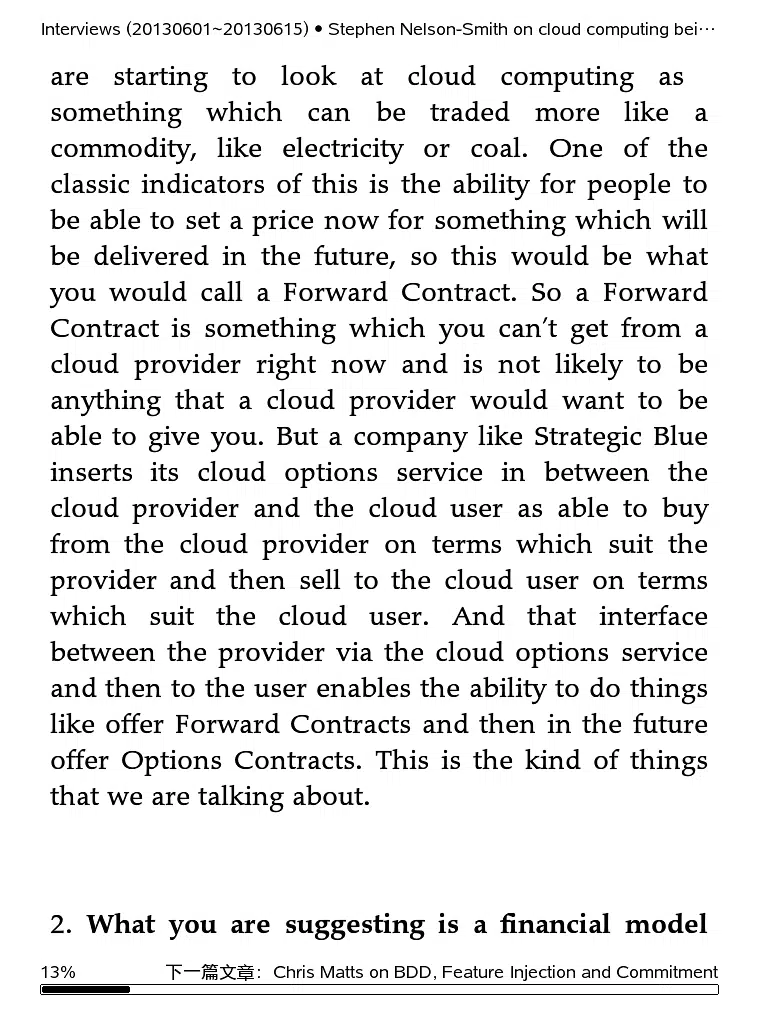 Interviews (20130601~20130615) • Stephen Nelson-Smith on cloud computing bei···
are starting to look at cloud computing as
something which can be traded more like a
commodity, like electricity or coal. One of the
classic indicators of this is the ability for people to
be able to set a price now for something which will
be delivered in the future, so this would be what
you would call a Forward Contract. So a Forward
Contract is something which you can’t get from a
cloud provider right now and is not likely to be
anything that a cloud provider would want to be
able to give you. But a company like Strategic Blue
inserts its cloud options service in between the
cloud provider and the cloud user as able to buy
from the cloud provider on terms which suit the
provider and then sell to the cloud user on terms
which suit the cloud user. And that interface
between the provider via the cloud options service
and then to the user enables the ability to do things
like offer Forward Contracts and then in the future
offer Options Contracts. This is the kind of things
that we are talking about.
2. What you are suggesting is a financial model
13% 下一篇文章：Chris Matts on BDD, Feature Injection and Commitment